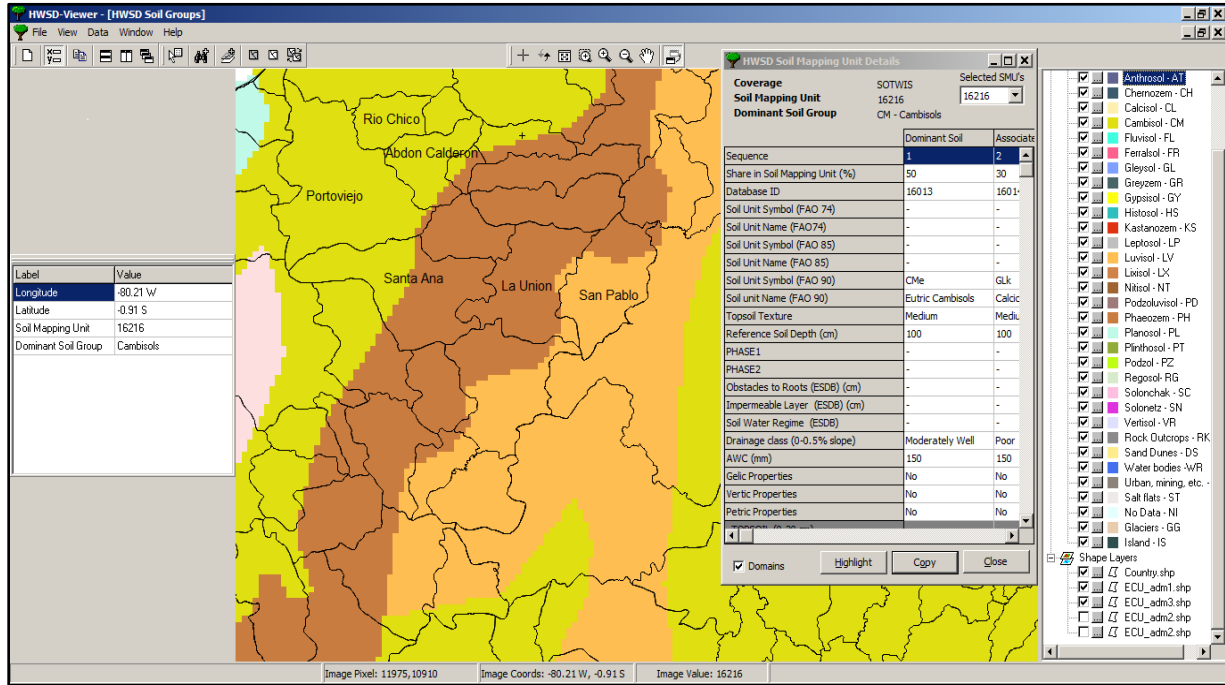 HWSD-Viewer - [HWSD Soil Groups]
File View Data Window Help
Label Value
Longitude -80.21 W
Latitude -0.91 S
Soil Mapping Unit 16216
Dominant Soil Group Cambisols
Rio Chico
Abdon Calderon
Portoviejo
Santa Ana
La Union
San Pablo
HWSD Soil Mapping Unit Details
Coverage SOTWIS
Soil Mapping Unit 16216
Dominant Soil Group CM - Cambisols
Selected SMU's
16216
Dominant Soil Associate
Sequence 1 2
Share in Soil Mapping Unit (%) 50 30
Database ID 16013 1601
Soil Unit Symbol (FAO 74) - -
Soil Unit Name (FAO74) - -
Soil Unit Symbol (FAO 85) - -
Soil Unit Name (FAO 85) - -
Soil Unit Symbol (FAO 90) CMe GLk
Soil unit Name (FAO 90) Eutric Cambisols Calcic
Topsoil Texture Medium Mediu
Reference Soil Depth (cm) 100 100
PHASE1 - -
PHASE2 - -
Obstacles to Roots (ESDB) (cm) - -
Impermeable Layer (ESDB) (cm) - -
Soil Water Regime (ESDB) - -
Drainage class (0-0.5% slope) Moderately Well Poor
AWC (mm) 150 150
Gelic Properties No No
Vertic Properties No No
Petric Properties No No
Domains
Highlight Copy Close
Anthrosol - AT
Chernozem - CH
Calcisol - CL
Cambisol - CM
Fluvisol - FL
Ferralsol - FR
Gleysol - GL
Greyzem - GR
Gypsisol - GY
Histosol - HS
Kastanozem - KS
Leptosol - LP
Luvisol - LV
Lixisol - LX
Nitisol - NT
Podzoluvisol - PD
Phaeozem - PH
Planosol - PL
Plinthosol - PT
Podzol - PZ
Regosol- RG
Solonchak - SC
Solonetz - SN
Vertisol - VR
Rock Outcrops - RK
Sand Dunes - DS
Water bodies -WR
Urban, mining, etc. -
Salt flats - ST
No Data - NI
Glaciers - GG
Island - IS
Shape Layers
Country.shp
ECU_adm1.shp
ECU_adm3.shp
ECU_adm2.shp
ECU_adm2.shp
Image Pixel: 11975,10910 Image Coords: -80.21 W, -0.91 S Image Value: 16216